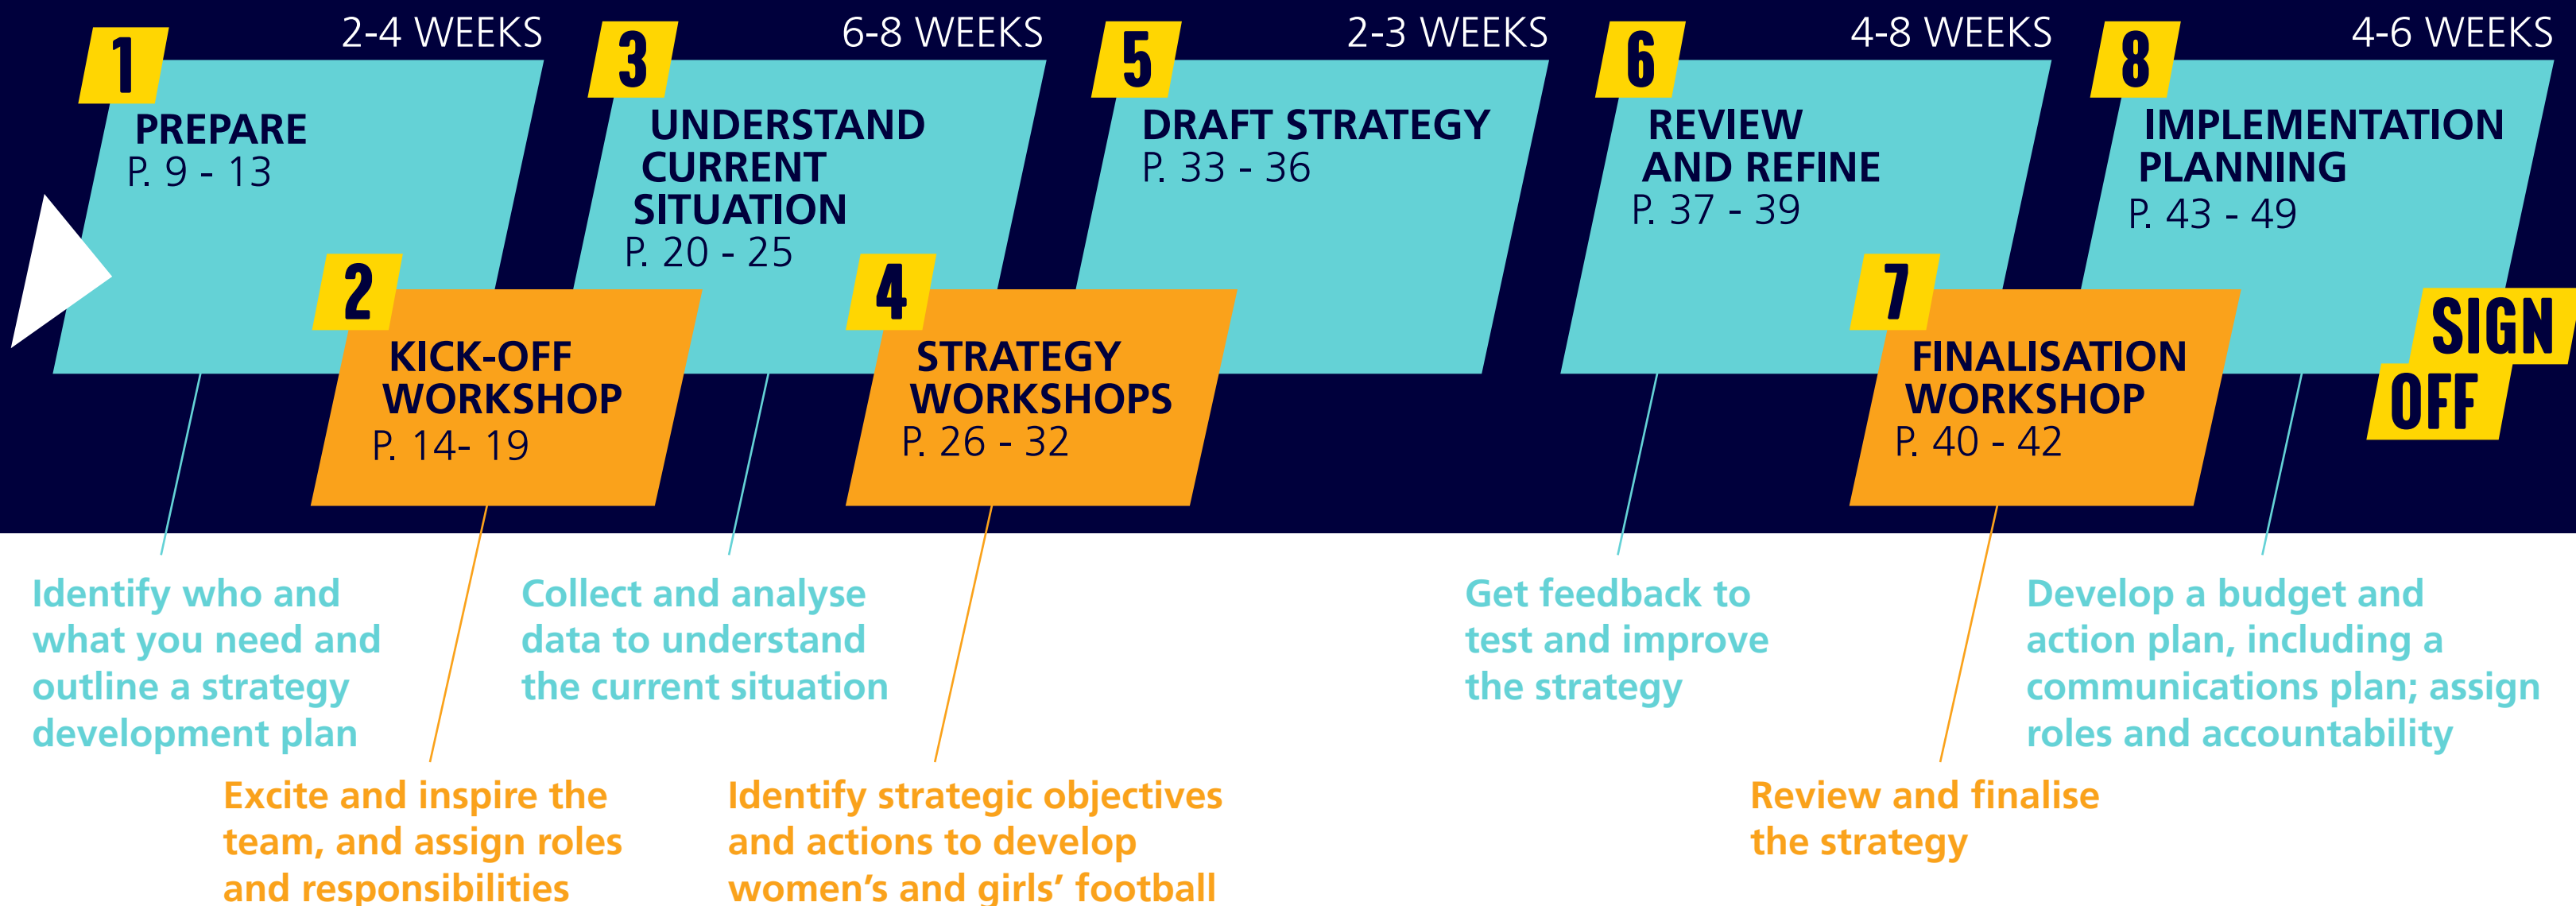 2-4 WEEKS
1
PREPARE
P. 9 - 13
2
KICK-OFF
WORKSHOP
P. 14- 19
6-8 WEEKS
3
UNDERSTAND
CURRENT
SITUATION
P. 20 - 25
4
STRATEGY
WORKSHOPS
P. 26 - 32
2-3 WEEKS
5
DRAFT STRATEGY
P. 33 - 36
4-8 WEEKS
6
REVIEW
AND REFINE
P. 37 - 39
7
FINALISATION
WORKSHOP
P. 40 - 42
4-6 WEEKS
8
IMPLEMENTATION
PLANNING
P. 43 - 49
SIGN
OFF
Identify who and
what you need and
outline a strategy
development plan
Excite and inspire the
team, and assign roles
and responsibilities
Collect and analyse
data to understand
the current situation
Identify strategic objectives
and actions to develop
women’s and girls’ football
Get feedback to
test and improve
the strategy
Review and finalise
the strategy
Develop a budget and
action plan, including a
communications plan; assign
roles and accountability